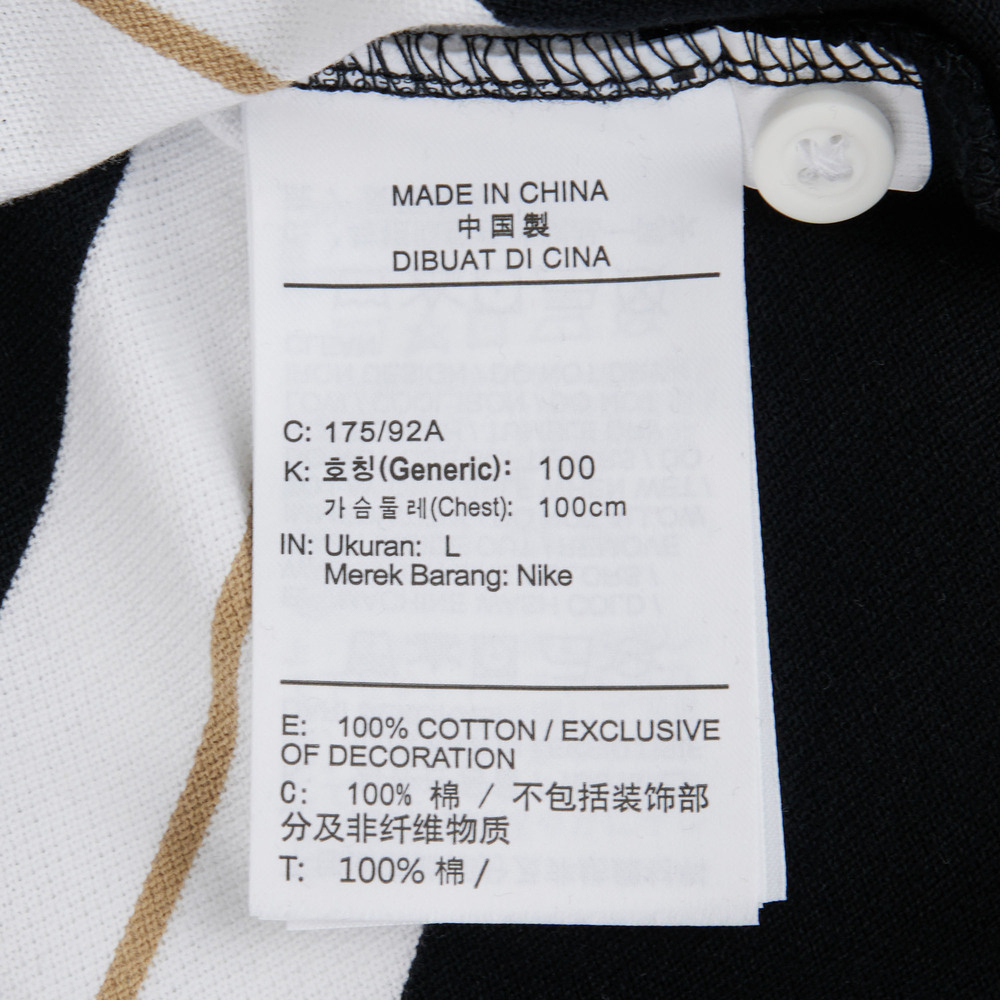 MADE IN CHINA
中国製
DIBUAT DI CINA
C: 175/92A
K: 호칭(Generic): 100
가슴둘레(Chest): 100cm
IN: Ukuran: L
Merek Barang: Nike
E: 100% COTTON / EXCLUSIVE
OF DECORATION
C: 100% 棉 / 不包括装饰部
分及非纤维物质
T: 100% 棉 /